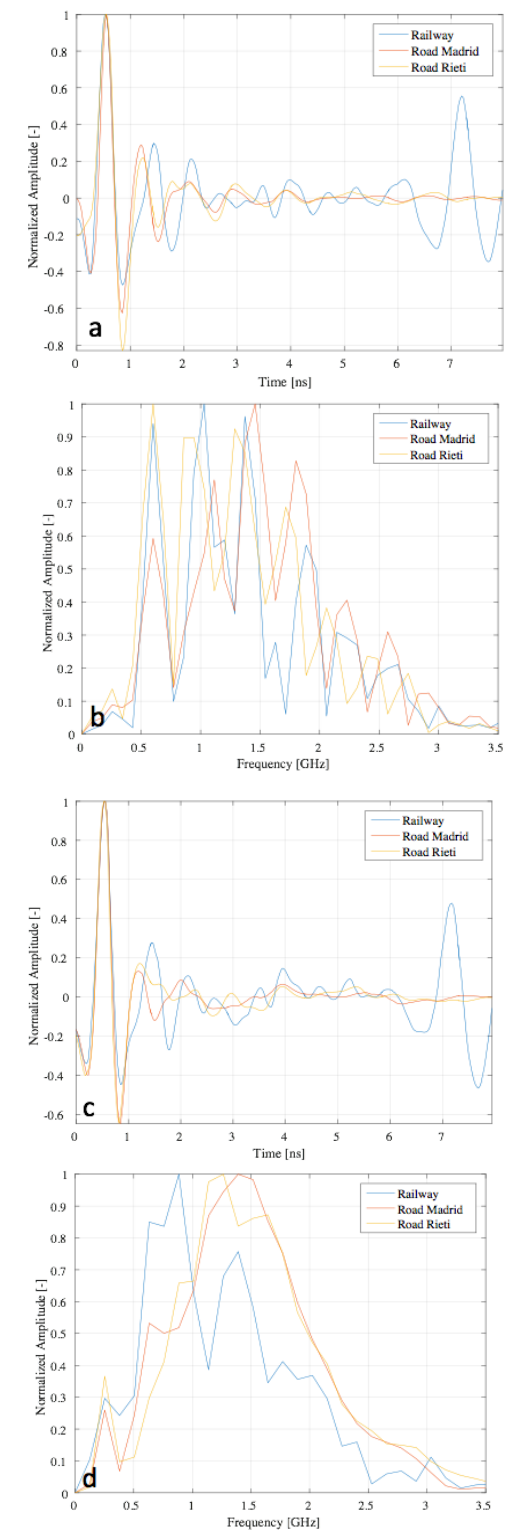 1
0.8
0.6
0.4
0.2
0
-0.2
-0.4
-0.6
-0.8
Normalized Amplitude [-]
Railway
Road Madrid
Road Rieti
a
0 1 2 3 4 5 6 7
Time [ns]
1
0.9
0.8
0.7
0.6
0.5
0.4
0.3
0.2
0.1
0
Normalized Amplitude [-]
Railway
Road Madrid
Road Rieti
b
0 0.5 1 1.5 2 2.5 3 3.5
Frequency [GHz]
1
0.8
0.6
0.4
0.2
0
-0.2
-0.4
-0.6
Normalized Amplitude [-]
Railway
Road Madrid
Road Rieti
c
0 1 2 3 4 5 6 7
Time [ns]
1
0.9
0.8
0.7
0.6
0.5
0.4
0.3
0.2
0.1
0
Normalized Amplitude [-]
Railway
Road Madrid
Road Rieti
d
0 0.5 1 1.5 2 2.5 3 3.5
Frequency [GHz]